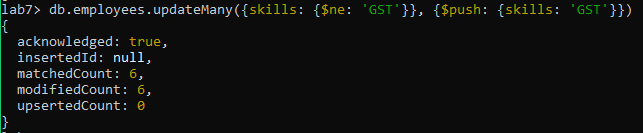 lab7> db.employees.updateMany({skills: {$ne: 'GST'}}, {$push: {skills: 'GST'}})
{
  acknowledged: true,
  insertedId: null,
  matchedCount: 6,
  modifiedCount: 6,
  upsertedCount: 0
}